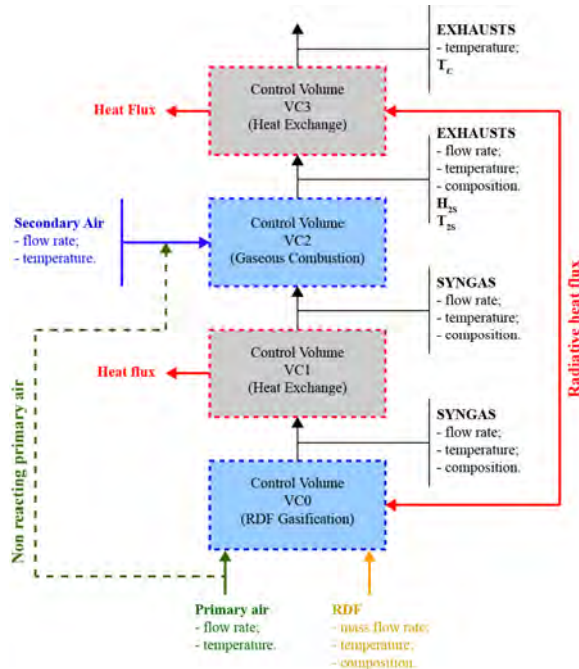 EXHAUSTS
- temperature;
T_C
Control Volume
VC3
(Heat Exchange)
Heat Flux
EXHAUSTS
- flow rate;
- temperature;
- composition.
H_2S
T_2S
Secondary Air
- flow rate;
- temperature.
Control Volume
VC2
(Gaseous Combustion)
SYNGAS
- flow rate;
- temperature;
- composition.
Radiative heat flux
Control Volume
VC1
(Heat Exchange)
Heat flux
SYNGAS
- flow rate;
- temperature;
- composition.
Non reacting primary air
Control Volume
VC0
(RDF Gasification)
Primary air
- flow rate;
- temperature.
RDF
- mass flow rate;
- temperature;
- composition.